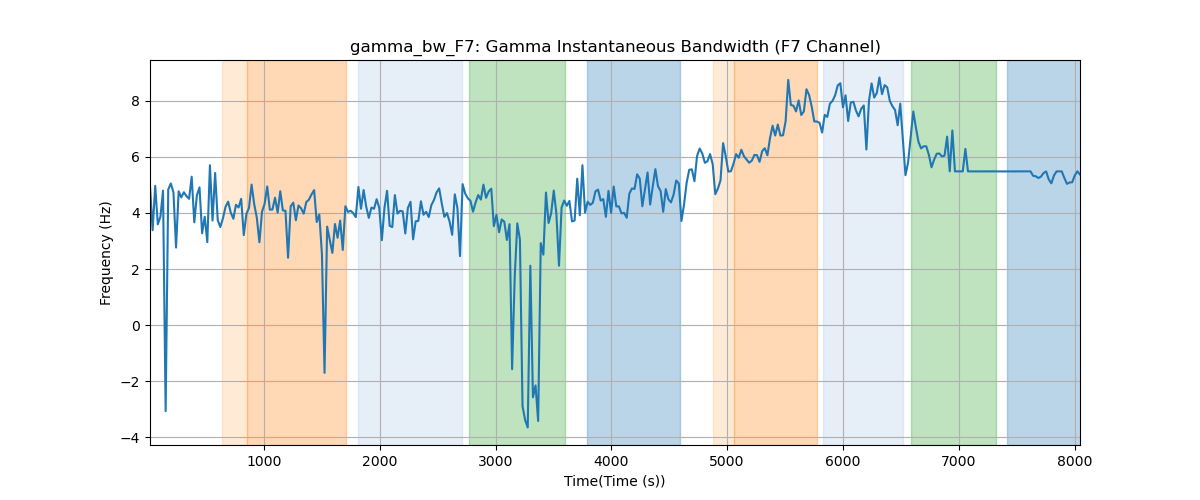 gamma_bw_F7: Gamma Instantaneous Bandwidth (F7 Channel)
Frequency (Hz)
8
6
4
2
0
−2
−4
1000 2000 3000 4000 5000 6000 7000 8000
Time(Time (s))